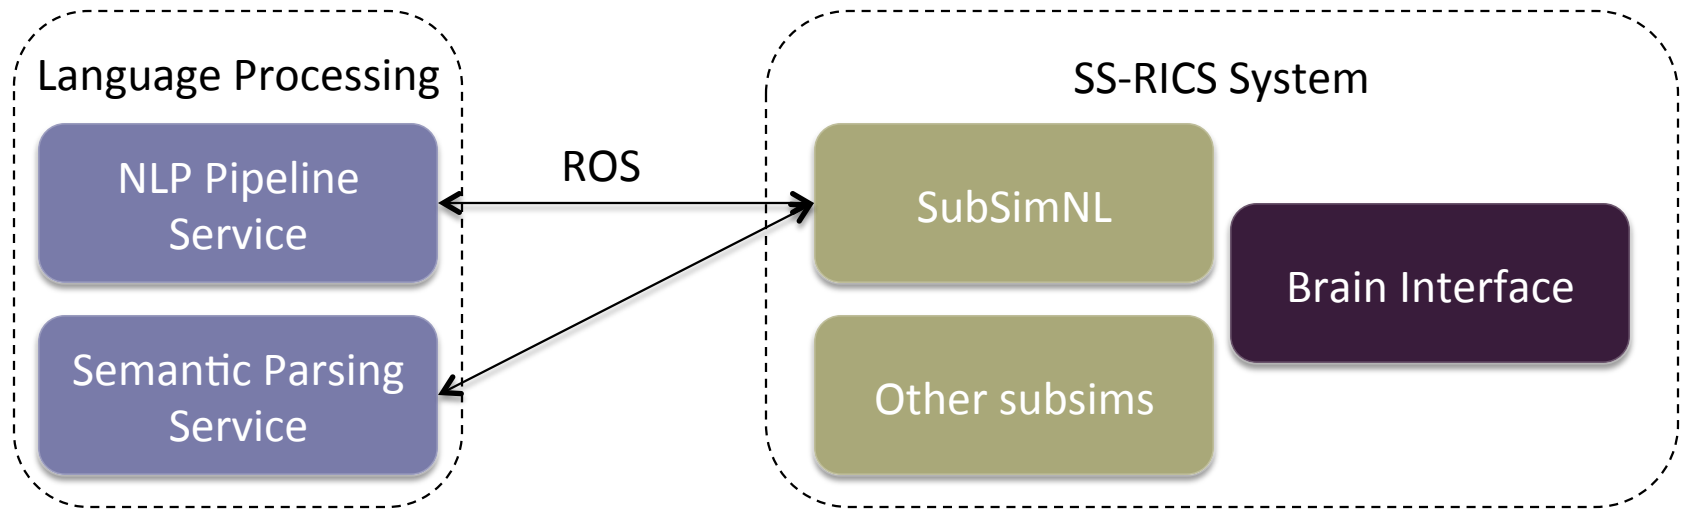 Language Processing
NLP Pipeline
Service
Semantic Parsing
Service
ROS
SS-RICS System
SubSimNL
Other subsims
Brain Interface